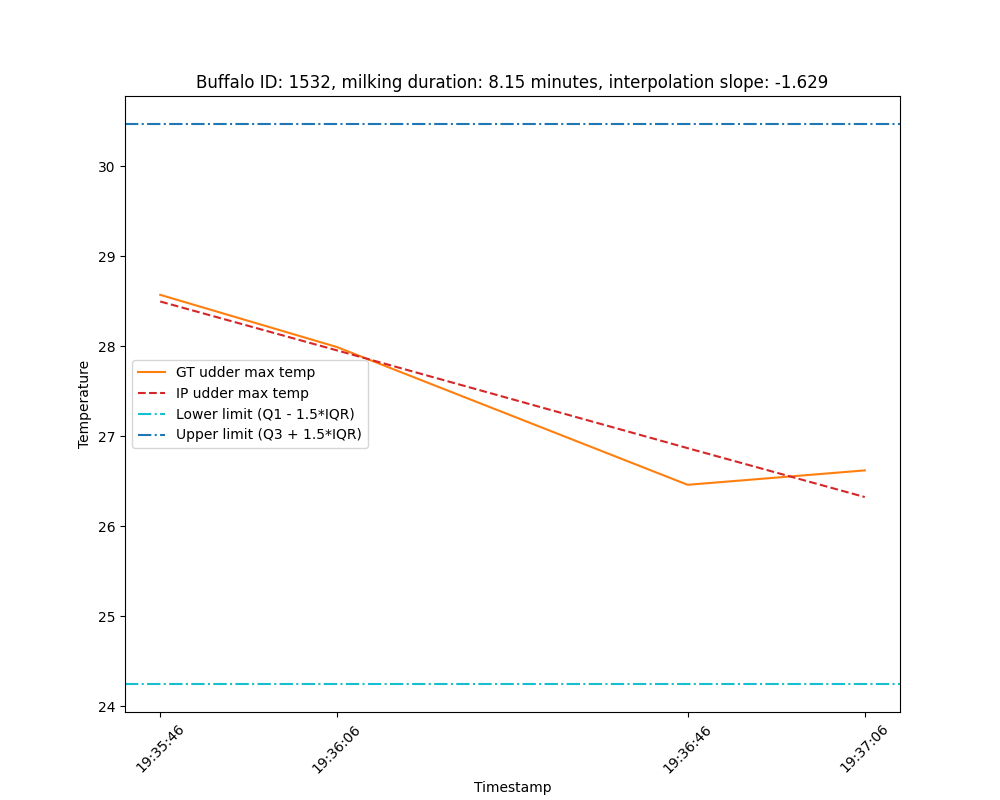 Buffalo ID: 1532, milking duration: 8.15 minutes, interpolation slope: -1.629
30
29
28
27
26
25
24
Temperature
GT udder max temp
IP udder max temp
Lower limit (Q1 - 1.5*IQR)
Upper limit (Q3 + 1.5*IQR)
19:35:46
19:36:06
19:36:46
19:37:06
Timestamp